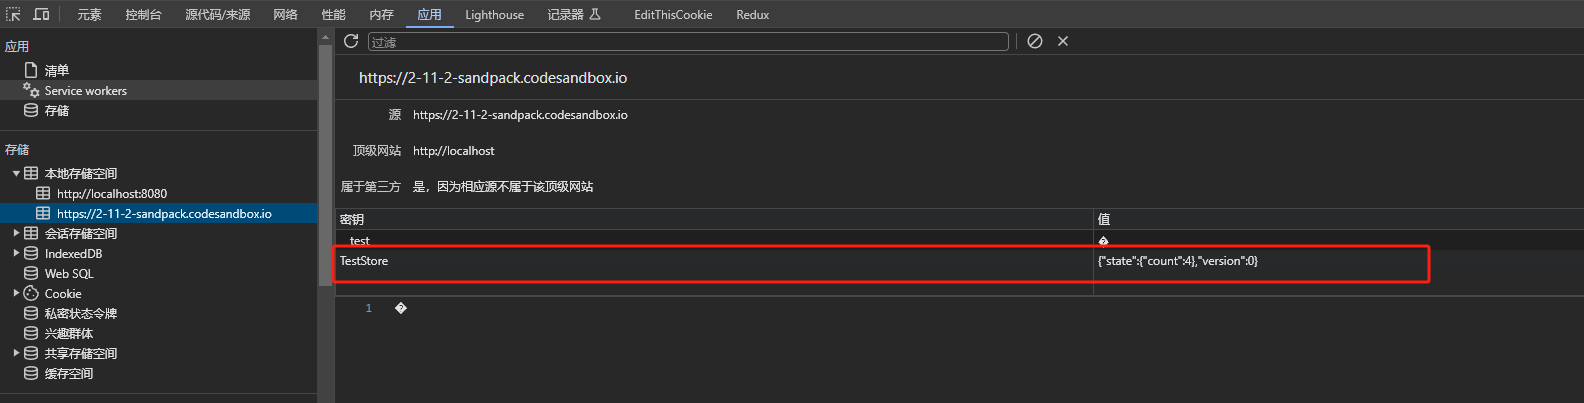 元素 控制台 源代码/来源 网络 性能 内存 应用 Lighthouse 记录器 EditThisCookie Redux
应用
清单
Service workers
存储
存储
本地存储空间
http://localhost:8080
https://2-11-2-sandpack.codesandbox.io
会话存储空间
IndexedDB
Web SQL
Cookie
私密状态令牌
兴趣群体
共享存储空间
缓存空间
过滤
https://2-11-2-sandpack.codesandbox.io
源 https://2-11-2-sandpack.codesandbox.io
顶级网站 http://localhost
属于第三方 是，因为相应源不属于该顶级网站
密钥 值
test �
TestStore {"state":{"count":4},"version":0}
1 �